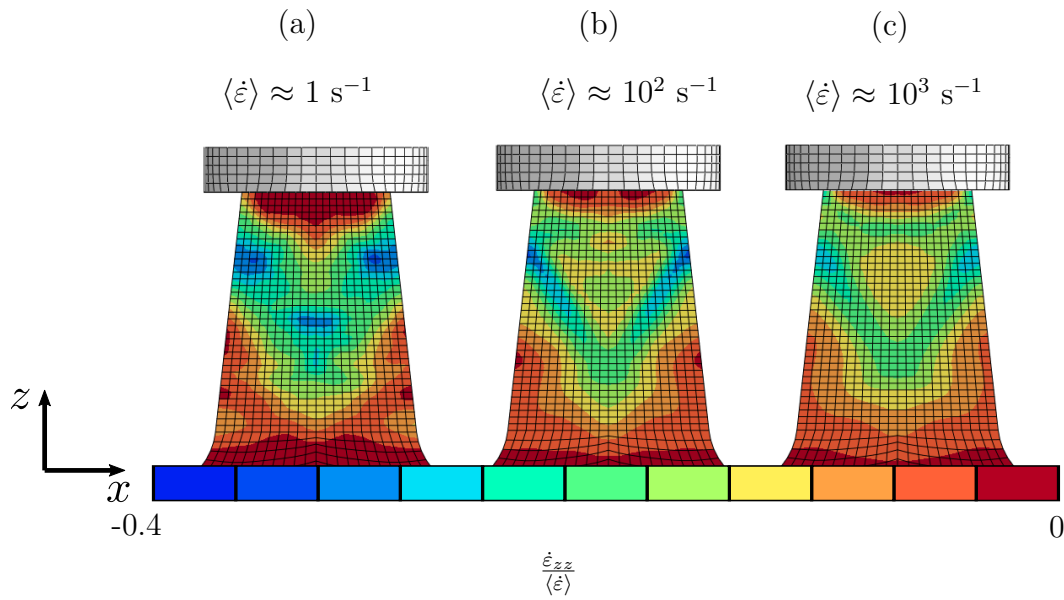 (a) (b) (c)
⟨ε̇⟩ ≈ 1 s⁻¹ ⟨ε̇⟩ ≈ 10² s⁻¹ ⟨ε̇⟩ ≈ 10³ s⁻¹
z
x
-0.4 0
ε̇zz
⟨ε̇⟩